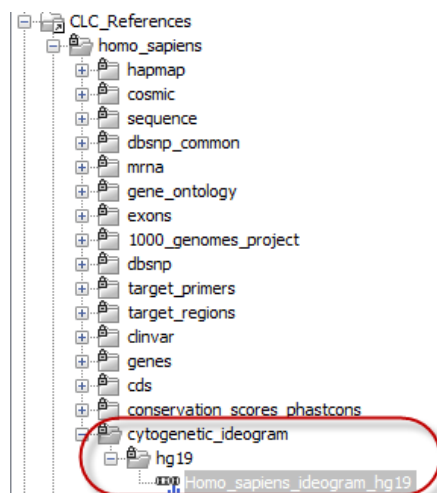 CLC_References
homo_sapiens
hapmap
cosmic
sequence
dbsnp_common
mrna
gene_ontology
exons
1000_genomes_project
dbsnp
target_primers
target_regions
clinvar
genes
cds
conservation_scores_phastcons
cytogenetic_ideogram
hg19
Homo_sapiens_ideogram_hg19